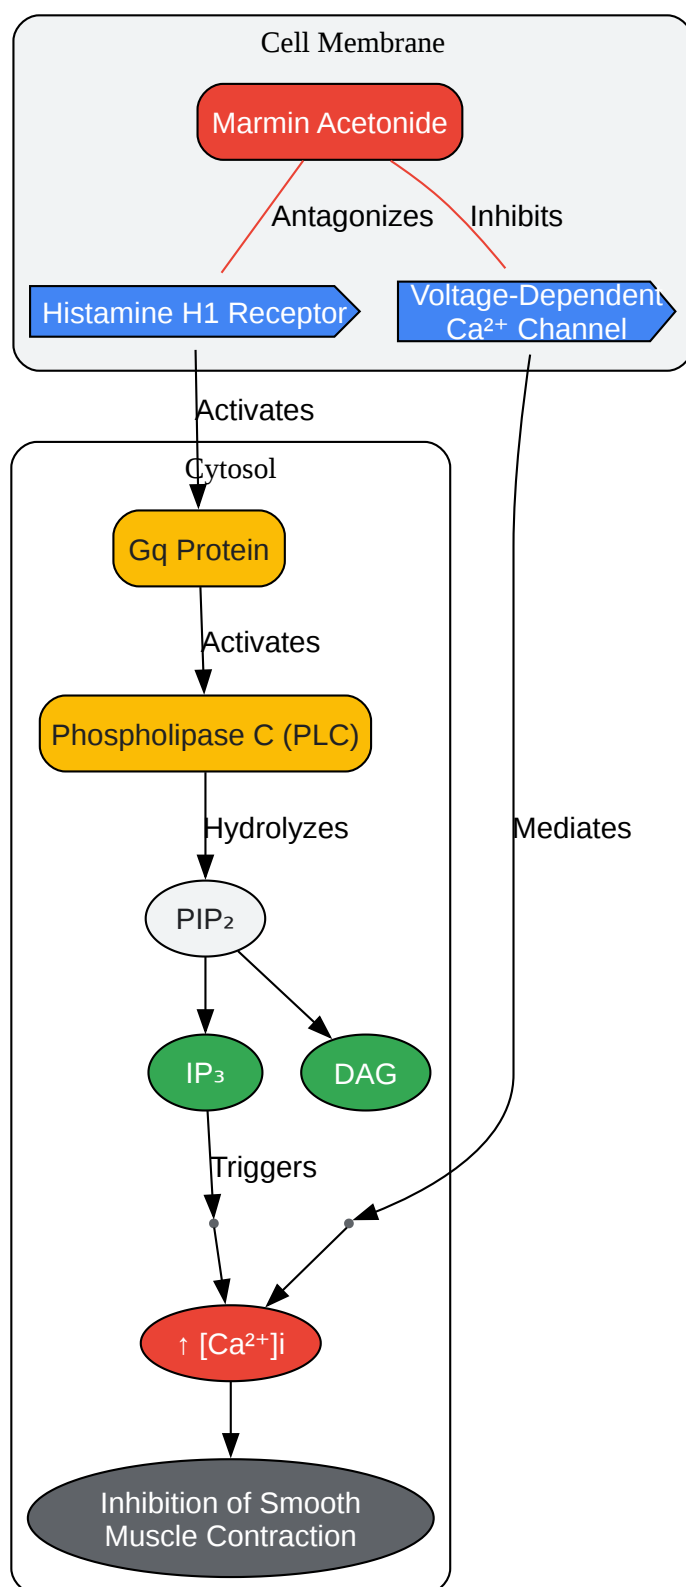 Cell Membrane
Marmin Acetonide
Antagonizes
Inhibits
Histamine H1 Receptor
Voltage-Dependent
Ca²⁺ Channel
Activates
Cytosol
Gq Protein
Activates
Phospholipase C (PLC)
Hydrolyzes
Mediates
PIP₂
IP₃
DAG
Triggers
↑ [Ca²⁺]i
Inhibition of Smooth
Muscle Contraction